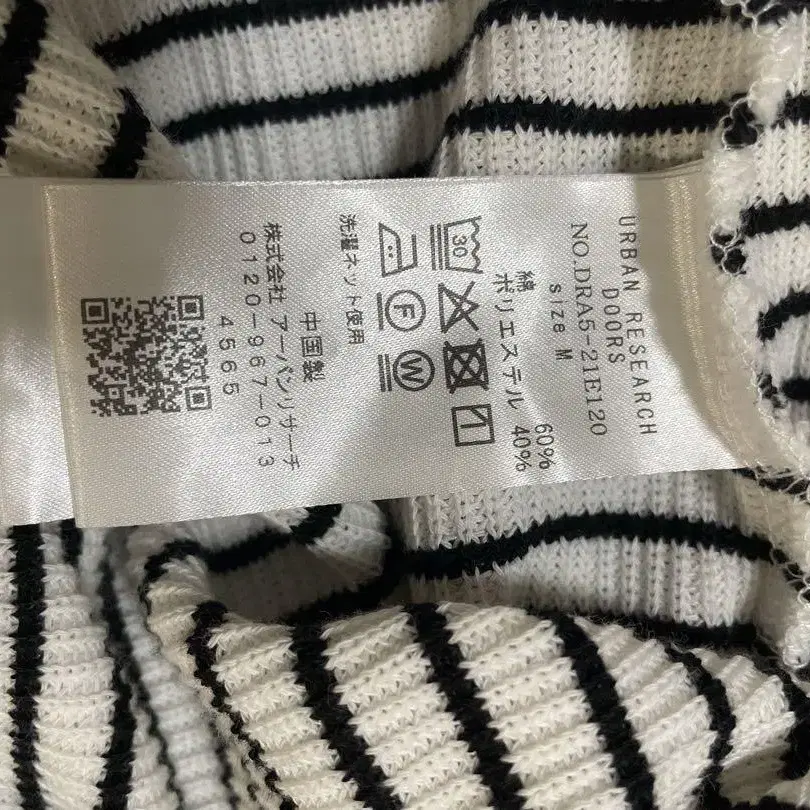 URBAN RESEARCH
DOORS
NO.DRA5-21E120
size M
綿 60%
ポリエステル 40%
30
F
W
洗濯ネット使用
中国製
株式会社 アーバンリサーチ
0120-967-013
4565